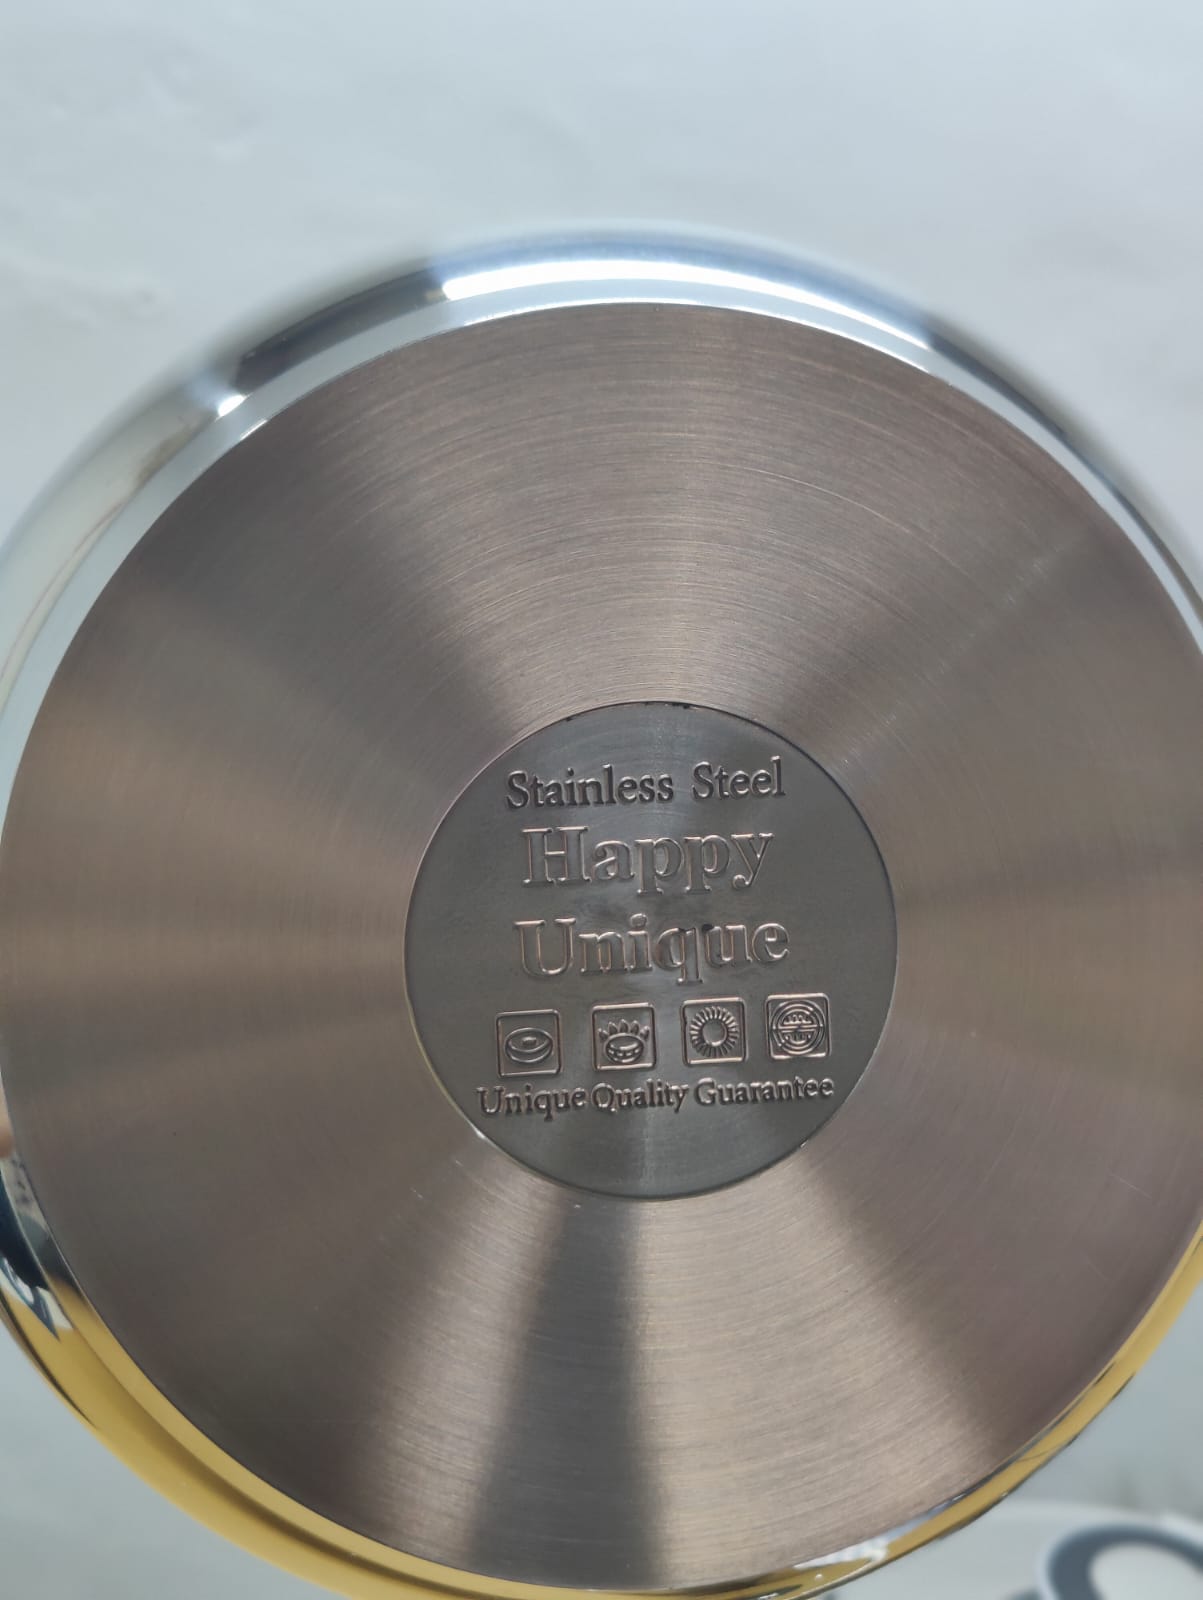 Stainless Steel
Happy
Unique
Unique Quality Guarantee